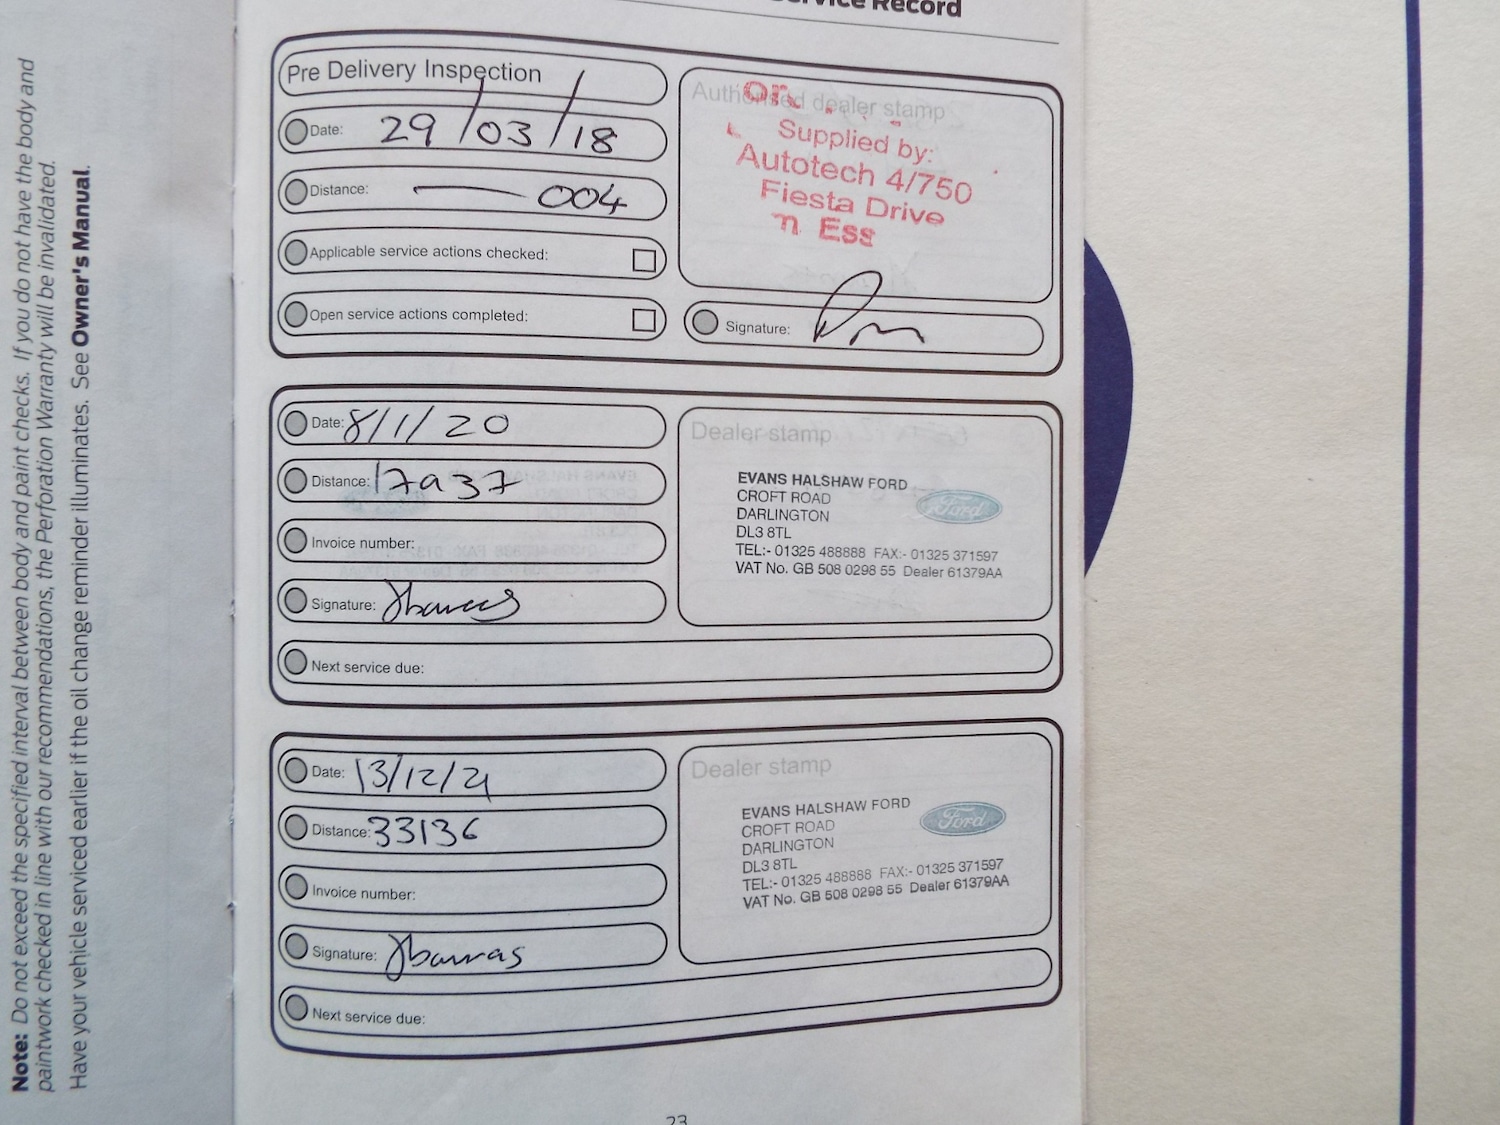 Note: Do not exceed the specified interval between body and paint checks. If you do not have the body and
paintwork checked in line with our recommendations, the Perforation Warranty will be invalidated.
Have your vehicle serviced earlier if the oil change reminder illuminates. See Owner's Manual.
Service Record
Pre Delivery Inspection
Date: 29/03/18
Distance: — 004
Applicable service actions checked:
Open service actions completed:
Authorised dealer stamp
Supplied by:
Autotech 4/750
Fiesta Drive
n Ess
Signature:
Date: 8/1/20
Distance: 17937
Invoice number:
Signature:
Next service due:
Dealer stamp
EVANS HALSHAW FORD
CROFT ROAD
DARLINGTON
DL3 8TL
TEL:- 01325 488888 FAX:- 01325 371597
VAT No. GB 508 0298 55 Dealer 61379AA
Ford
Date: 13/12/21
Distance: 33136
Invoice number:
Signature:
Next service due:
Dealer stamp
EVANS HALSHAW FORD
CROFT ROAD
DARLINGTON
DL3 8TL
TEL:- 01325 488888 FAX:- 01325 371597
VAT No. GB 508 0298 55 Dealer 61379AA
Ford
23